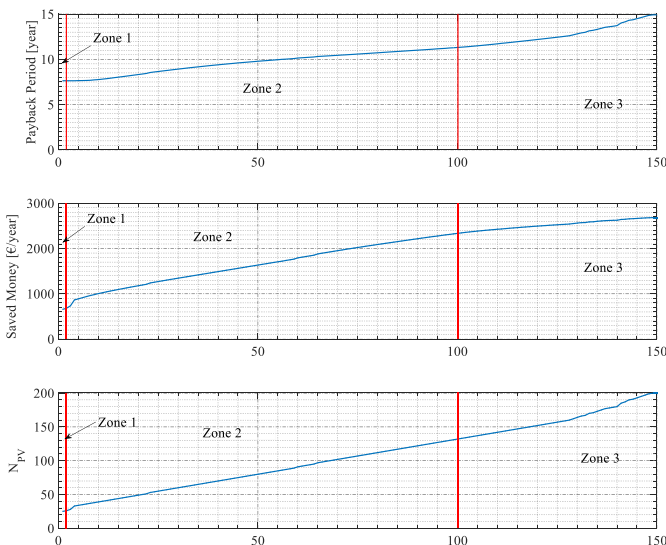 15
10
5
0
Payback Period [year]
Zone 1
Zone 2
Zone 3
0 50 100 150
3000
2000
1000
0
Saved Money [€/year]
Zone 1
Zone 2
Zone 3
0 50 100 150
200
150
100
50
0
N_PV
Zone 1
Zone 2
Zone 3
0 50 100 150